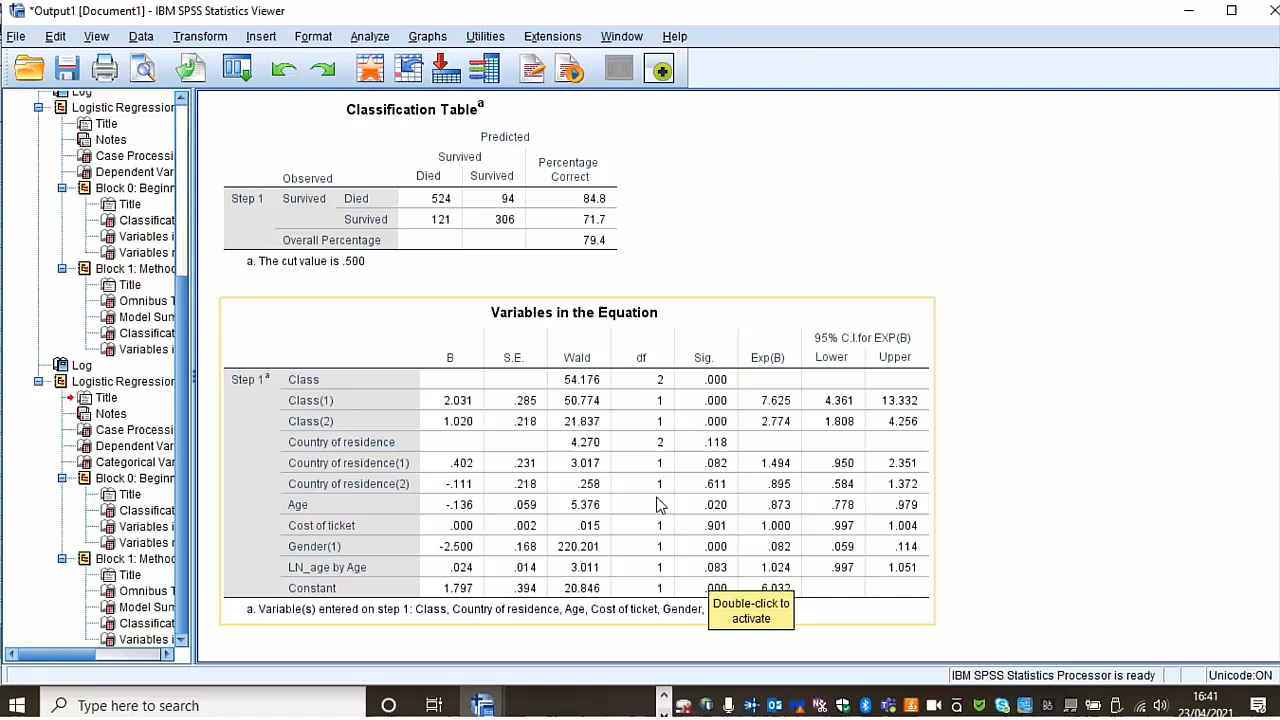 *Output1 [Document1] - IBM SPSS Statistics Viewer
File Edit View Data Transform Insert Format Analyze Graphs Utilities Extensions Window Help
Log
Logistic Regression
Title
Notes
Case Processi
Dependent Var
Block 0: Beginn
Title
Classificat
Variables i
Variables n
Block 1: Metho
Title
Omnibus T
Model Sum
Classificat
Variables i
Log
Logistic Regression
Title
Notes
Case Processi
Dependent Var
Categorical Var
Block 0: Beginn
Title
Classificat
Variables i
Variables n
Block 1: Metho
Title
Omnibus T
Model Sum
Classificat
Variables i
Classification Table a
Predicted
Survived Percentage
Observed Died Survived Correct
Step 1 Survived Died 524 94 84.8
Survived 121 306 71.7
Overall Percentage 79.4
a. The cut value is .500
Variables in the Equation
95% C.I.for EXP(B)
B S.E. Wald df Sig. Exp(B) Lower Upper
Step 1 a Class 54.176 2 .000
Class(1) 2.031 .285 50.774 1 .000 7.625 4.361 13.332
Class(2) 1.020 .218 21.837 1 .000 2.774 1.808 4.256
Country of residence 4.270 2 .118
Country of residence(1) .402 .231 3.017 1 .082 1.494 .950 2.351
Country of residence(2) -.111 .218 .258 1 .611 .895 .584 1.372
Age -.136 .059 5.376 1 .020 .873 .778 .979
Cost of ticket .000 .002 .015 1 .901 1.000 .997 1.004
Gender(1) -2.500 .168 220.201 1 .000 .082 .059 .114
LN_age by Age .024 .014 3.011 1 .083 1.024 .997 1.051
Constant 1.797 .394 20.846 1 .000 6.032
a. Variable(s) entered on step 1: Class, Country of residence, Age, Cost of ticket, Gender,
Double-click to
activate
IBM SPSS Statistics Processor is ready Unicode:ON
Type here to search
16:41
23/04/2021